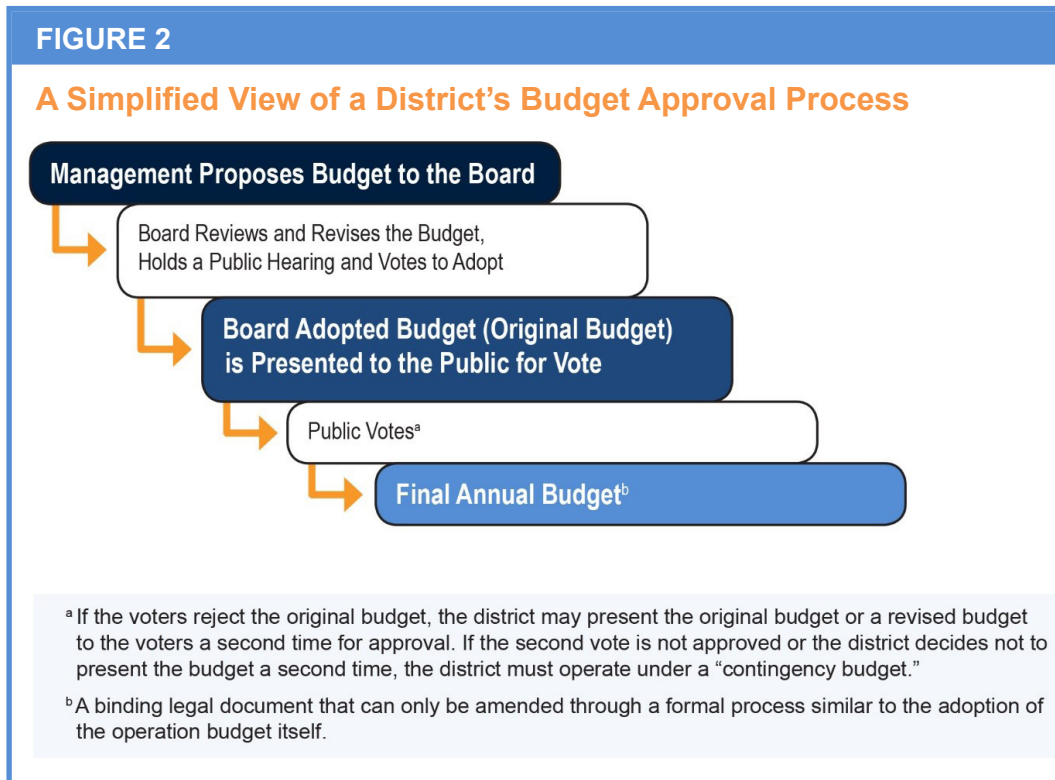 FIGURE 2
A Simplified View of a District’s Budget Approval Process
Management Proposes Budget to the Board
Board Reviews and Revises the Budget,
Holds a Public Hearing and Votes to Adopt
Board Adopted Budget (Original Budget)
is Presented to the Public for Vote
Public Votesᵃ
Final Annual Budgetᵇ
ᵃ If the voters reject the original budget, the district may present the original budget or a revised budget
to the voters a second time for approval. If the second vote is not approved or the district decides not to
present the budget a second time, the district must operate under a “contingency budget.”
ᵇ A binding legal document that can only be amended through a formal process similar to the adoption of
the operation budget itself.